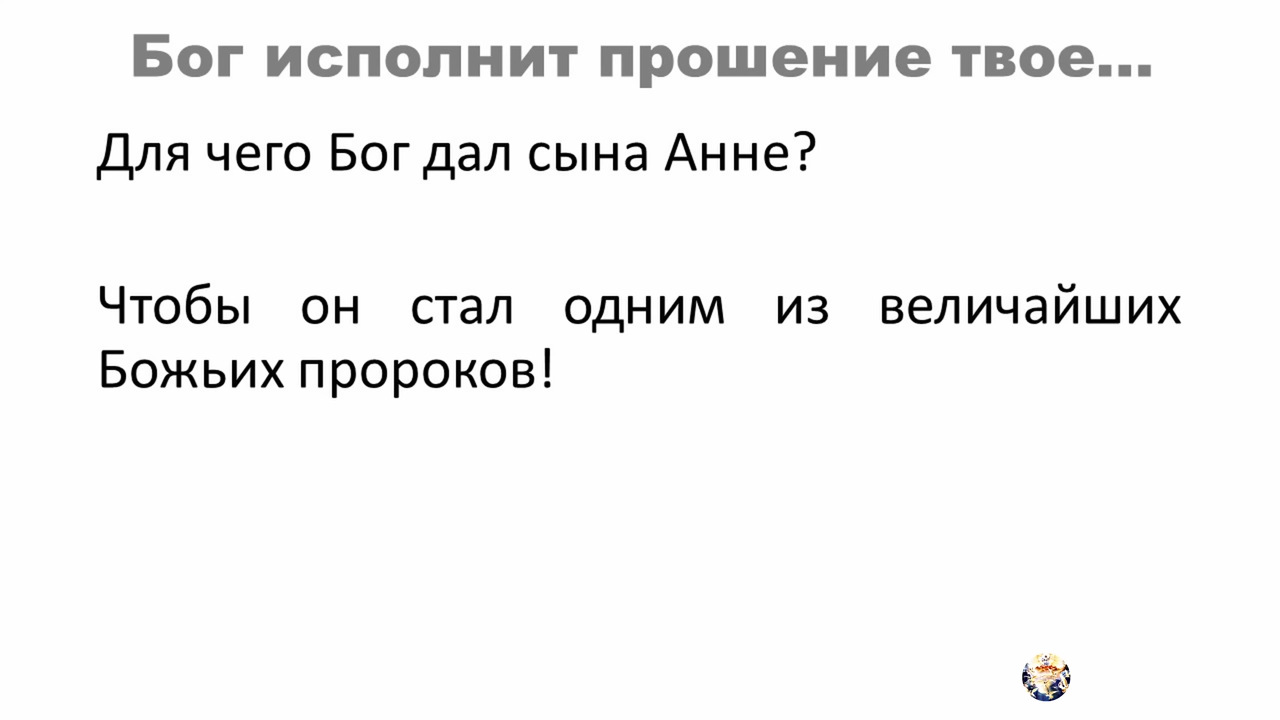 Бог исполнит прошение твое...
Для чего Бог дал сына Анне?
Чтобы он стал одним из величайших
Божьих пророков!